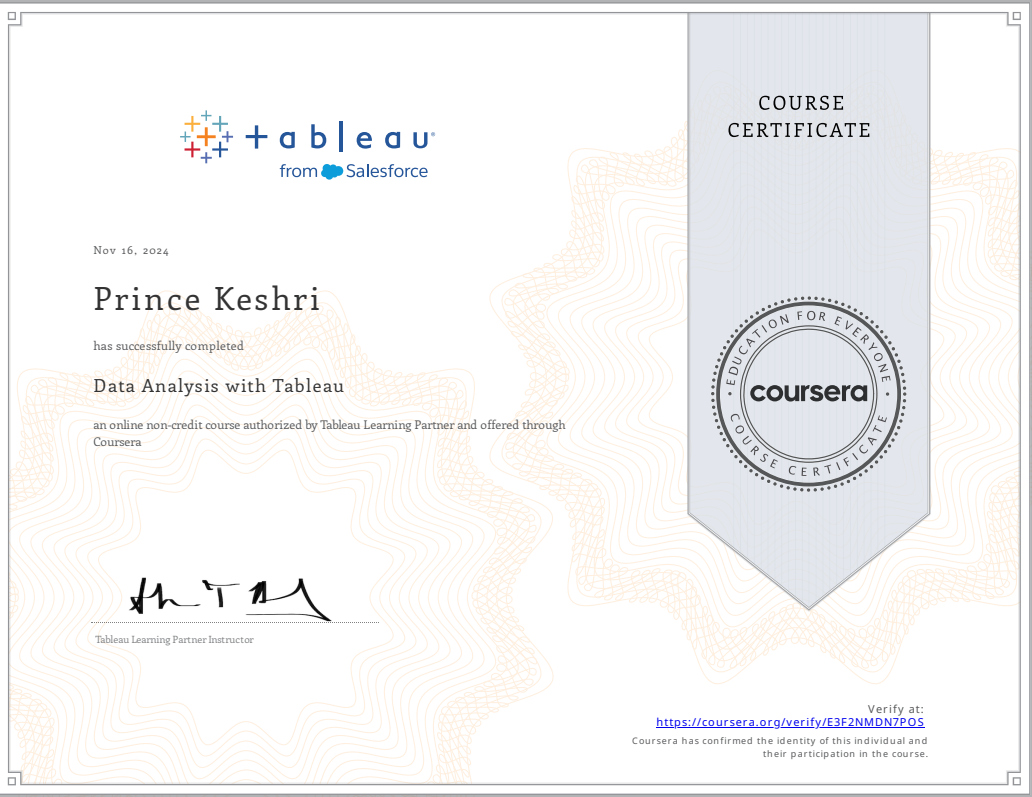 COURSE
CERTIFICATE
tableau®
from Salesforce
Nov 16, 2024
Prince Keshri
has successfully completed
Data Analysis with Tableau
an online non-credit course authorized by Tableau Learning Partner and offered through
Coursera
EDUCATION FOR EVERYONE
coursera
COURSE CERTIFICATE
Tableau Learning Partner Instructor
Verify at:
https://coursera.org/verify/E3F2NMDN7POS
Coursera has confirmed the identity of this individual and
their participation in the course.